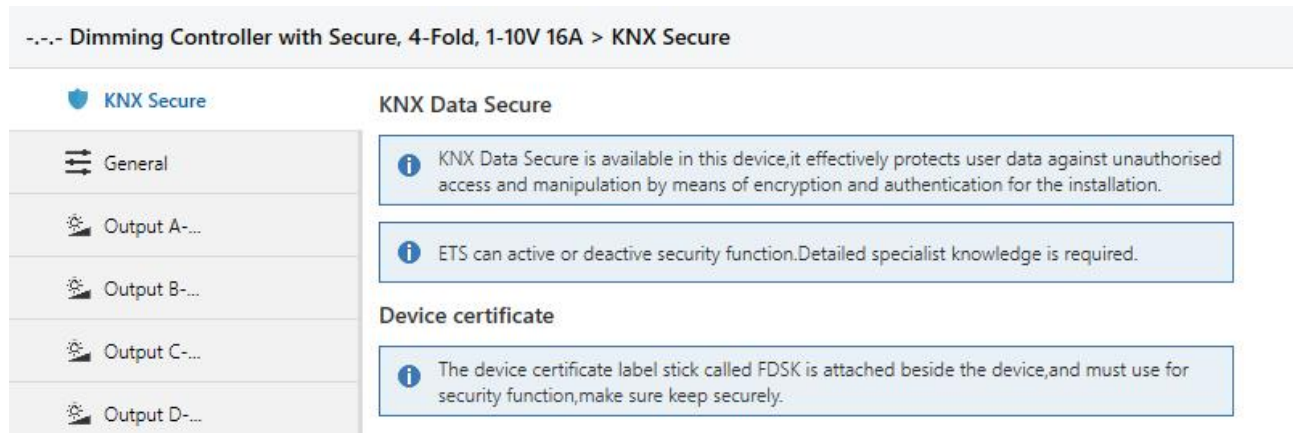 -.-.- Dimming Controller with Secure, 4-Fold, 1-10V 16A > KNX Secure
KNX Secure
General
Output A-...
Output B-...
Output C-...
Output D-...
KNX Data Secure
KNX Data Secure is available in this device,it effectively protects user data against unauthorised
access and manipulation by means of encryption and authentication for the installation.
ETS can active or deactive security function.Detailed specialist knowledge is required.
Device certificate
The device certificate label stick called FDSK is attached beside the device,and must use for
security function,make sure keep securely.